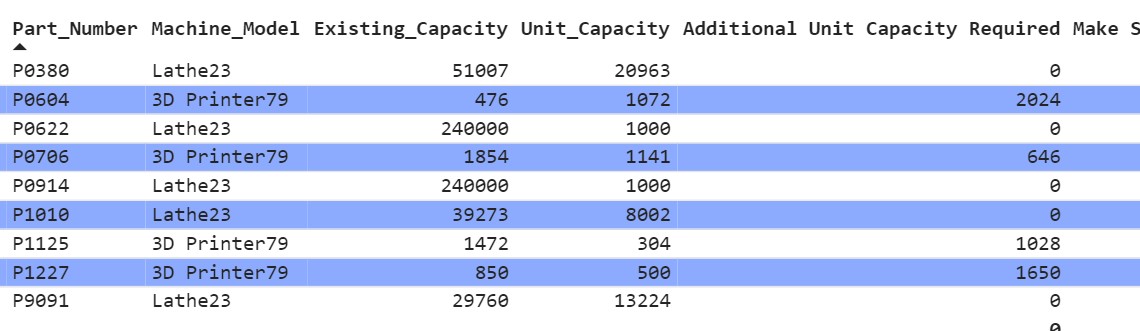 Part_Number Machine_Model Existing_Capacity Unit_Capacity Additional Unit Capacity Required Make S
P0380 Lathe23 51007 20963 0
P0604 3D Printer79 476 1072 2024
P0622 Lathe23 240000 1000 0
P0706 3D Printer79 1854 1141 646
P0914 Lathe23 240000 1000 0
P1010 Lathe23 39273 8002 0
P1125 3D Printer79 1472 304 1028
P1227 3D Printer79 850 500 1650
P9091 Lathe23 29760 13224 0